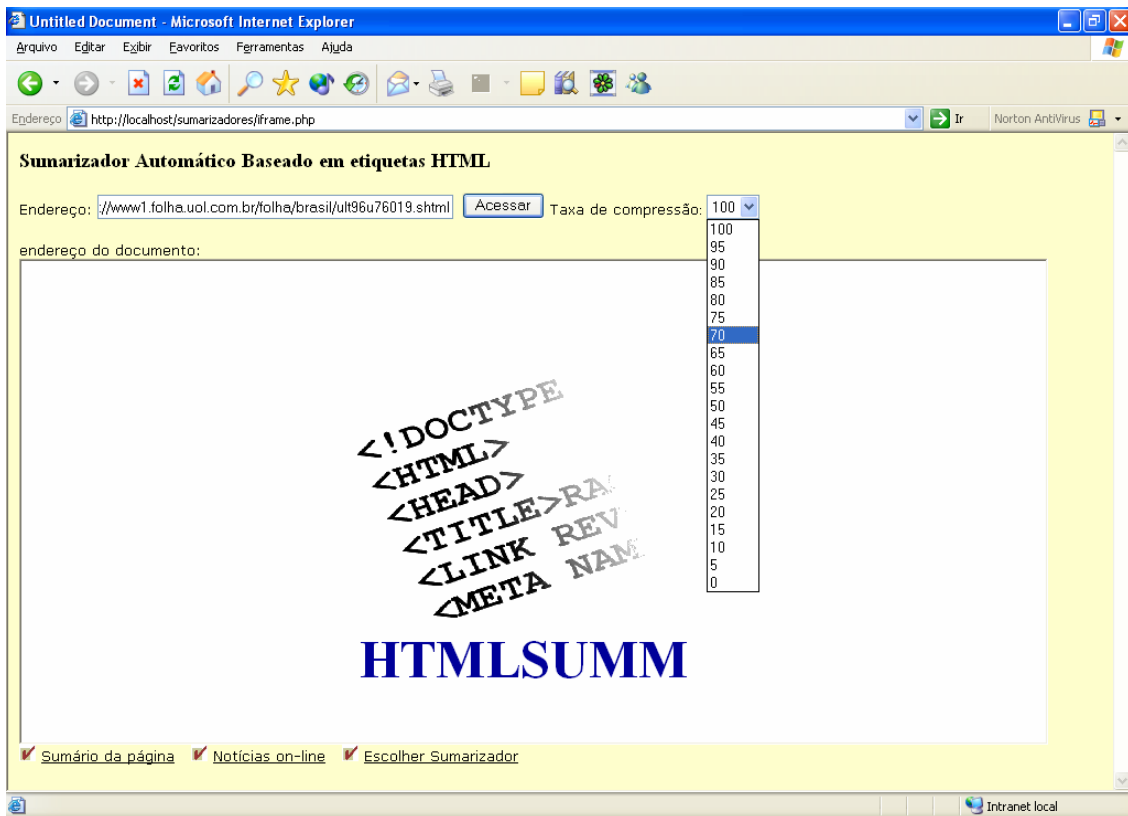 Untitled Document - Microsoft Internet Explorer
Arquivo Editar Exibir Favoritos Ferramentas Ajuda
Endereço http://localhost/sumarizadores/iframe.php Ir Norton AntiVirus
Sumarizador Automático Baseado em etiquetas HTML
Endereço: ://www1.folha.uol.com.br/folha/brasil/ult96u76019.shtml Acessar Taxa de compressão: 100
100
95
90
85
80
75
70
65
60
55
50
45
40
35
30
25
20
15
10
5
0
endereço do documento:
<!DOCTYPE
<HTML>
<HEAD>
<TITLE>RA
<LINK REV
<META NAM
HTMLSUMM
Sumário da página Notícias on-line Escolher Sumarizador
Intranet local